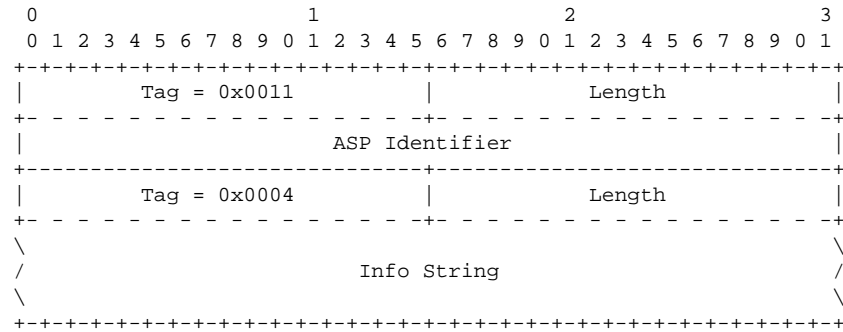 0                   1                   2                   3
 0 1 2 3 4 5 6 7 8 9 0 1 2 3 4 5 6 7 8 9 0 1 2 3 4 5 6 7 8 9 0 1
+-+-+-+-+-+-+-+-+-+-+-+-+-+-+-+-+-+-+-+-+-+-+-+-+-+-+-+-+-+-+-+-+
|         Tag = 0x0011          |            Length             |
+- - - - - - - - - - - - - - - -+- - - - - - - - - - - - - - - -+
|                        ASP Identifier                         |
+-------------------------------+-------------------------------+
|         Tag = 0x0004          |            Length             |
+- - - - - - - - - - - - - - - -+- - - - - - - - - - - - - - - -+
\                                                               \
/                          Info String                          /
\                                                               \
+-+-+-+-+-+-+-+-+-+-+-+-+-+-+-+-+-+-+-+-+-+-+-+-+-+-+-+-+-+-+-+-+